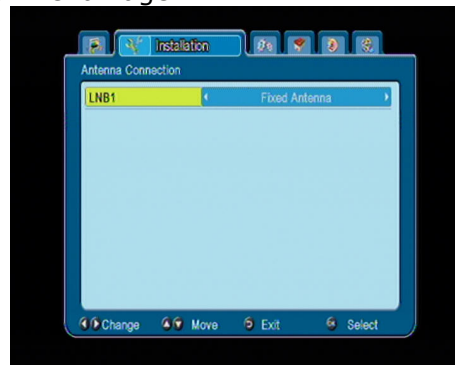 Installation
Antenna Connection
LNB1 Fixed Antenna
Change Move Exit Select